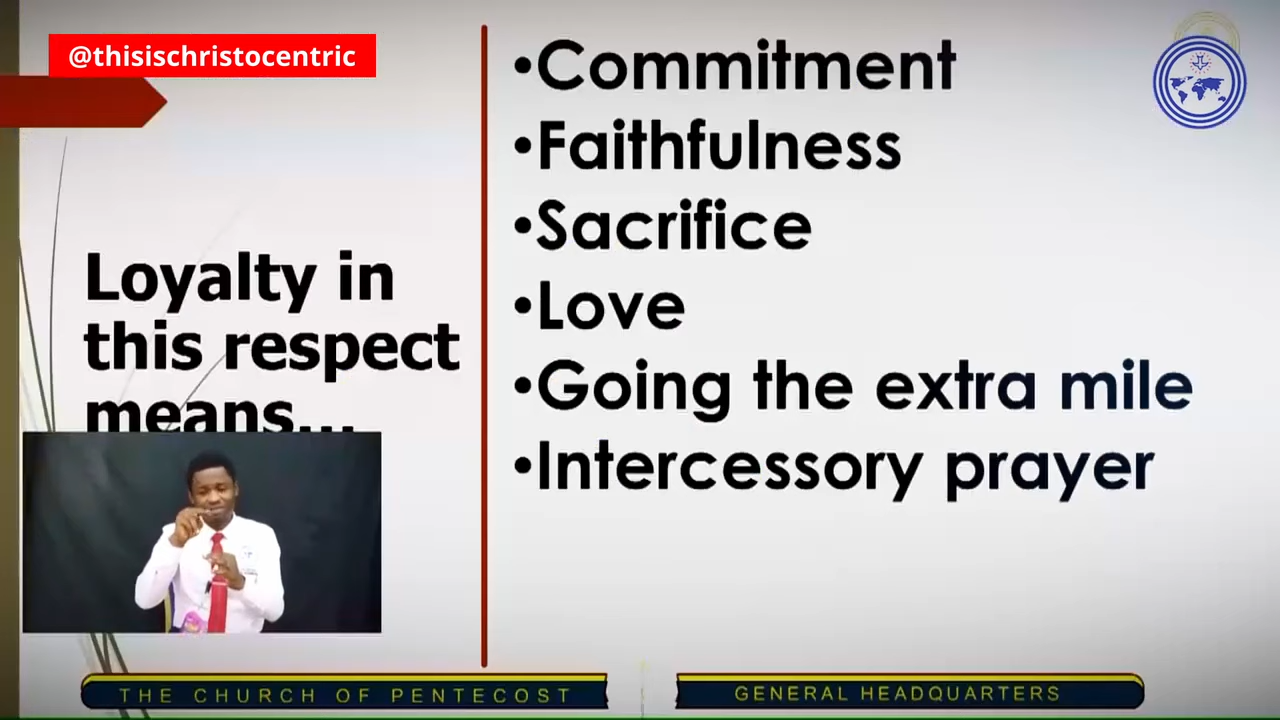 @thisischristocentric
Loyalty in
this respect
means...
•Commitment
•Faithfulness
•Sacrifice
•Love
•Going the extra mile
•Intercessory prayer
THE CHURCH OF PENTECOST
GENERAL HEADQUARTERS